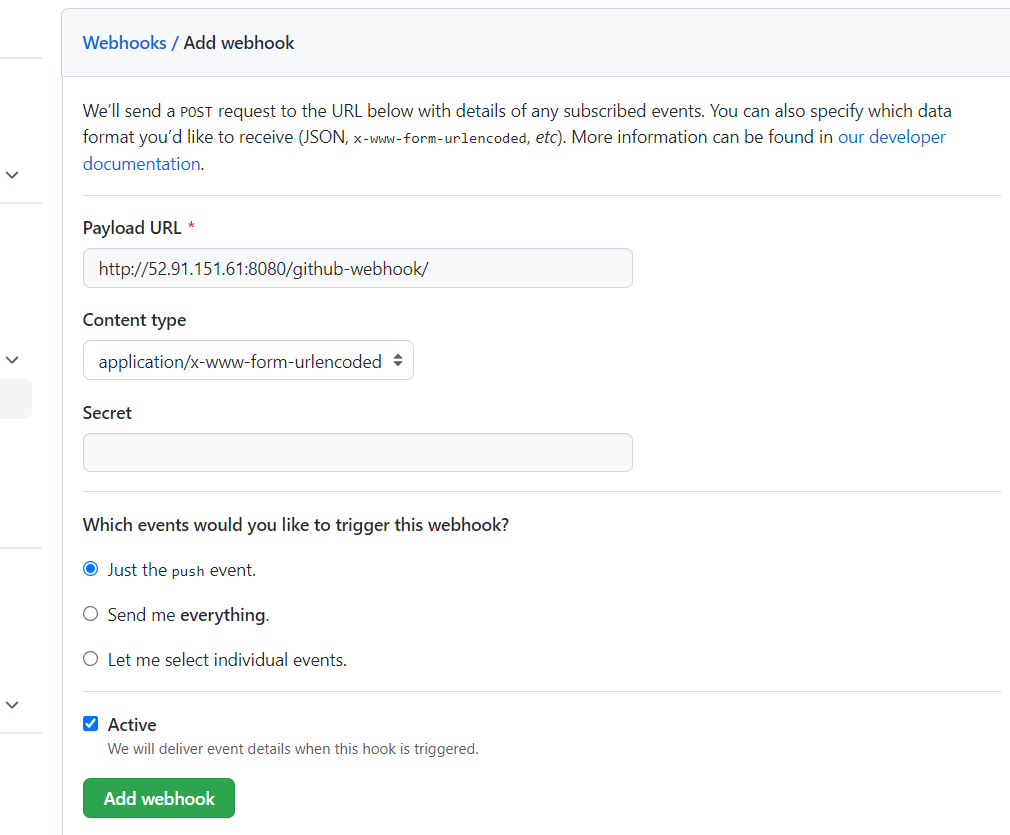 Webhooks / Add webhook
We’ll send a POST request to the URL below with details of any subscribed events. You can also specify which data
format you’d like to receive (JSON, x-www-form-urlencoded, etc). More information can be found in our developer
documentation.
Payload URL *
http://52.91.151.61:8080/github-webhook/
Content type
application/x-www-form-urlencoded
Secret
Which events would you like to trigger this webhook?
Just the push event.
Send me everything.
Let me select individual events.
Active
We will deliver event details when this hook is triggered.
Add webhook